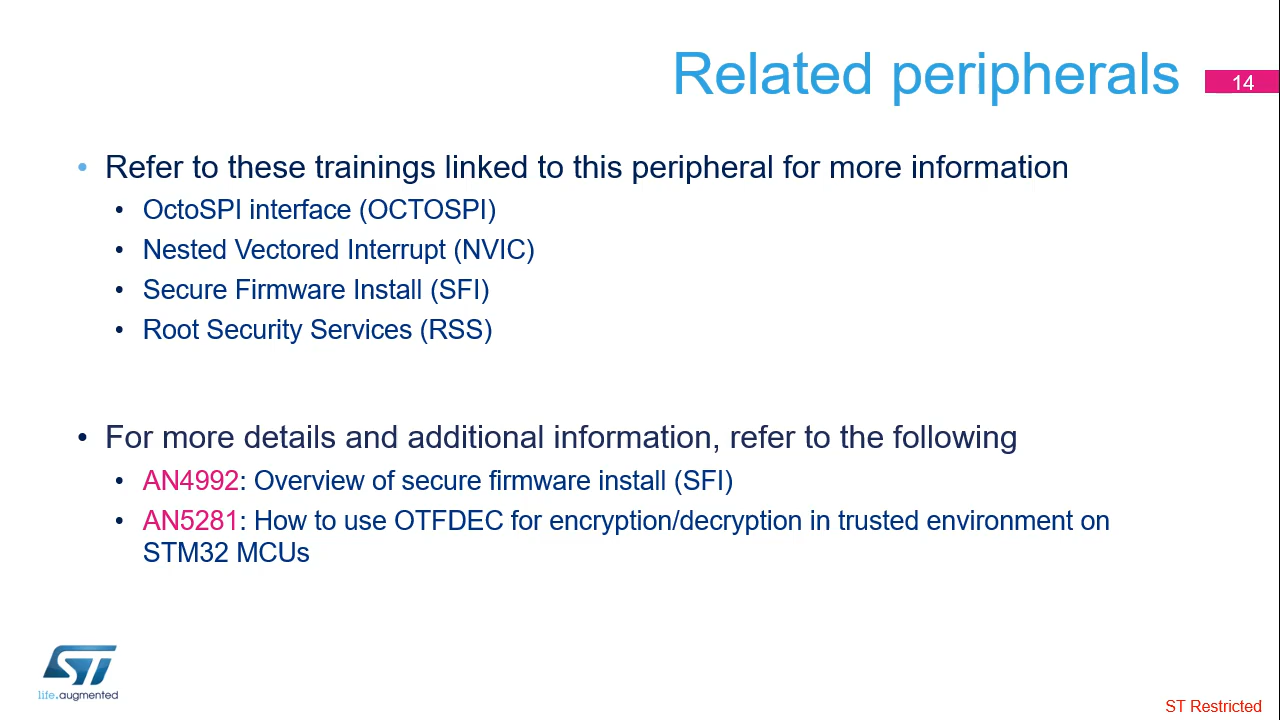 Related peripherals
14
• Refer to these trainings linked to this peripheral for more information
• OctoSPI interface (OCTOSPI)
• Nested Vectored Interrupt (NVIC)
• Secure Firmware Install (SFI)
• Root Security Services (RSS)
• For more details and additional information, refer to the following
• AN4992: Overview of secure firmware install (SFI)
• AN5281: How to use OTFDEC for encryption/decryption in trusted environment on
STM32 MCUs
ST
life.augmented
ST Restricted